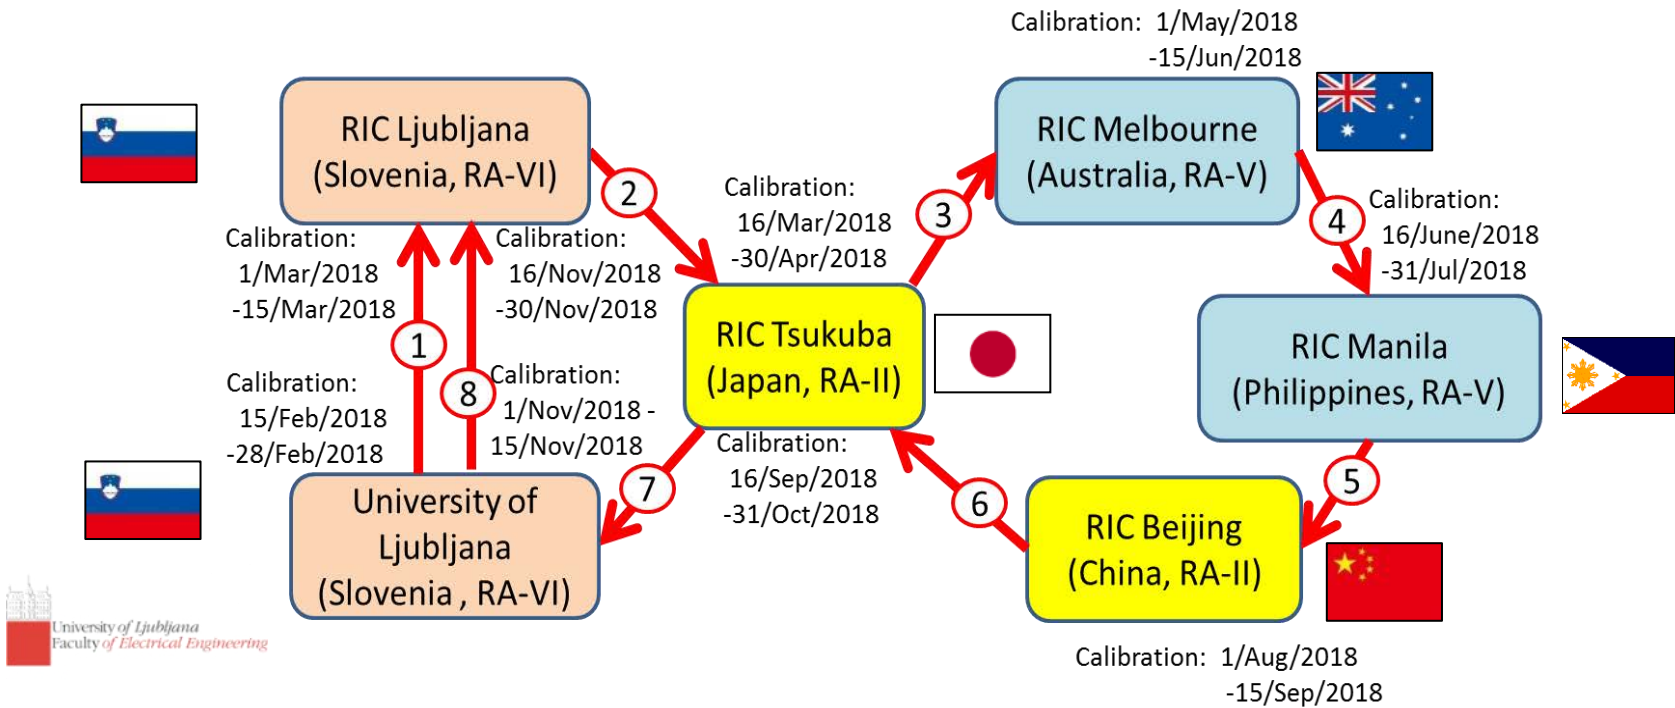 Calibration: 1/May/2018
-15/Jun/2018
RIC Ljubljana
(Slovenia, RA-VI)
RIC Melbourne
(Australia, RA-V)
2
Calibration:
16/Mar/2018
-30/Apr/2018
3
4
Calibration:
16/June/2018
-31/Jul/2018
Calibration:
1/Mar/2018
-15/Mar/2018
Calibration:
16/Nov/2018
-30/Nov/2018
1
8
RIC Tsukuba
(Japan, RA-II)
RIC Manila
(Philippines, RA-V)
Calibration:
15/Feb/2018
-28/Feb/2018
Calibration:
1/Nov/2018 -
15/Nov/2018
Calibration:
16/Sep/2018
-31/Oct/2018
7
6
5
University of
Ljubljana
(Slovenia , RA-VI)
RIC Beijing
(China, RA-II)
University of Ljubljana
Faculty of Electrical Engineering
Calibration: 1/Aug/2018
-15/Sep/2018